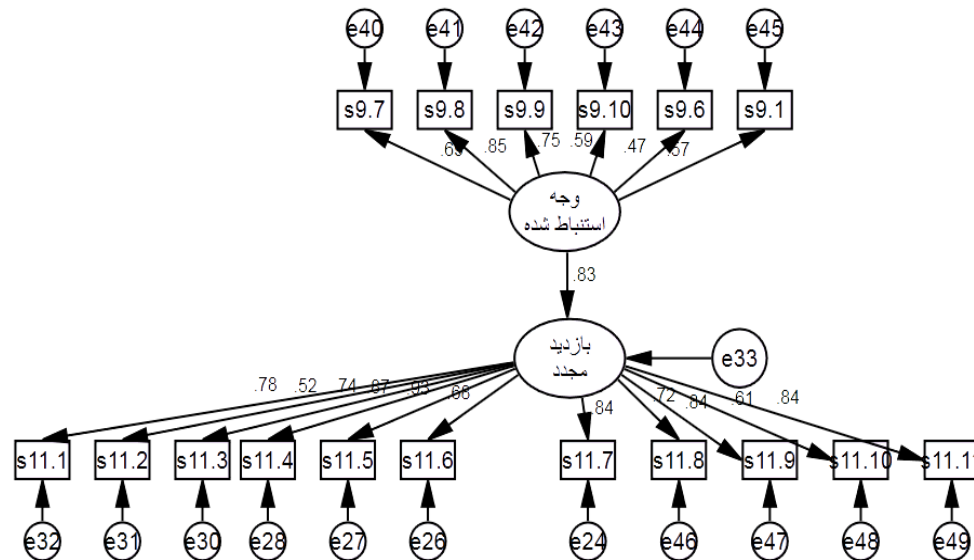 e40 e41 e42 e43 e44 e45
s9.7 s9.8 s9.9 s9.10 s9.6 s9.1
.85 .75 .59 .47
وجه
استنباط شده
.83
بازدید
مجدد
e33
.78 .52 .74 .87 .93 .68 .84 .72 .84 .61 .84
s11.1 s11.2 s11.3 s11.4 s11.5 s11.6 s11.7 s11.8 s11.9 s11.10 s11.11
e32 e31 e30 e28 e27 e26 e24 e46 e47 e48 e49